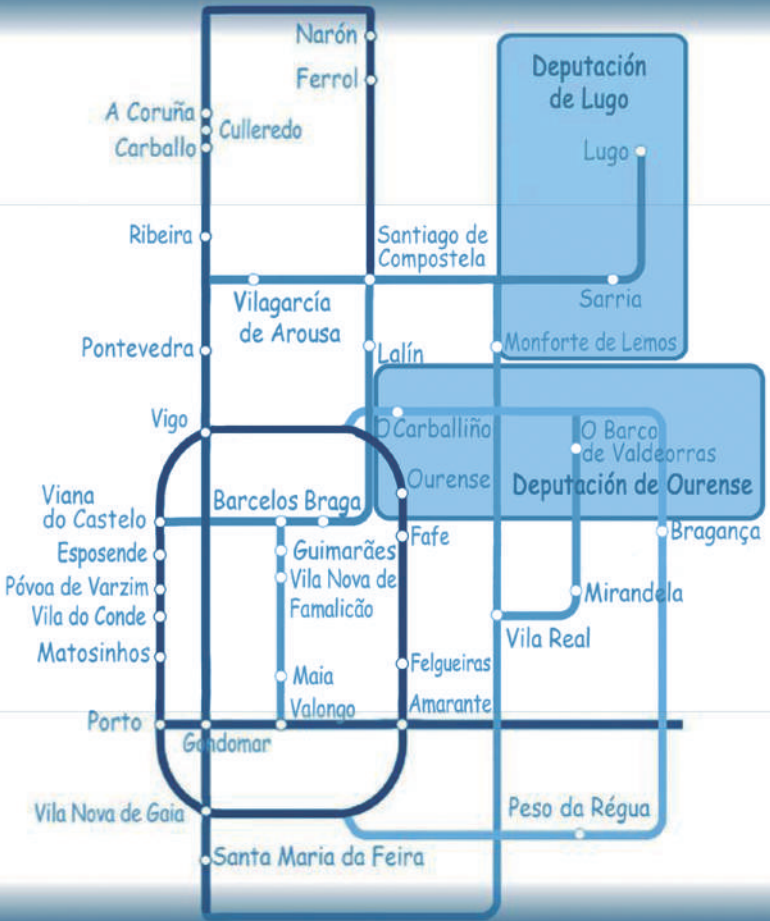 Narón
Ferrol
Deputación
de Lugo
A Coruña
Culleredo
Carballo
Lugo
Ribeira
Santiago de
Compostela
Vilagarcía
de Arousa
Sarria
Pontevedra
Lalín
Monforte de Lemos
Vigo
O Carballiño
O Barco
de Valdeorras
Ourense
Deputación de Ourense
Viana
do Castelo
Barcelos Braga
Fafe
Bragança
Esposende
Guimarães
Póvoa de Varzim
Vila Nova de
Famalicão
Mirandela
Vila do Conde
Vila Real
Matosinhos
Felgueiras
Maia
Valongo
Amarante
Porto
Gondomar
Vila Nova de Gaia
Peso da Régua
Santa Maria da Feira